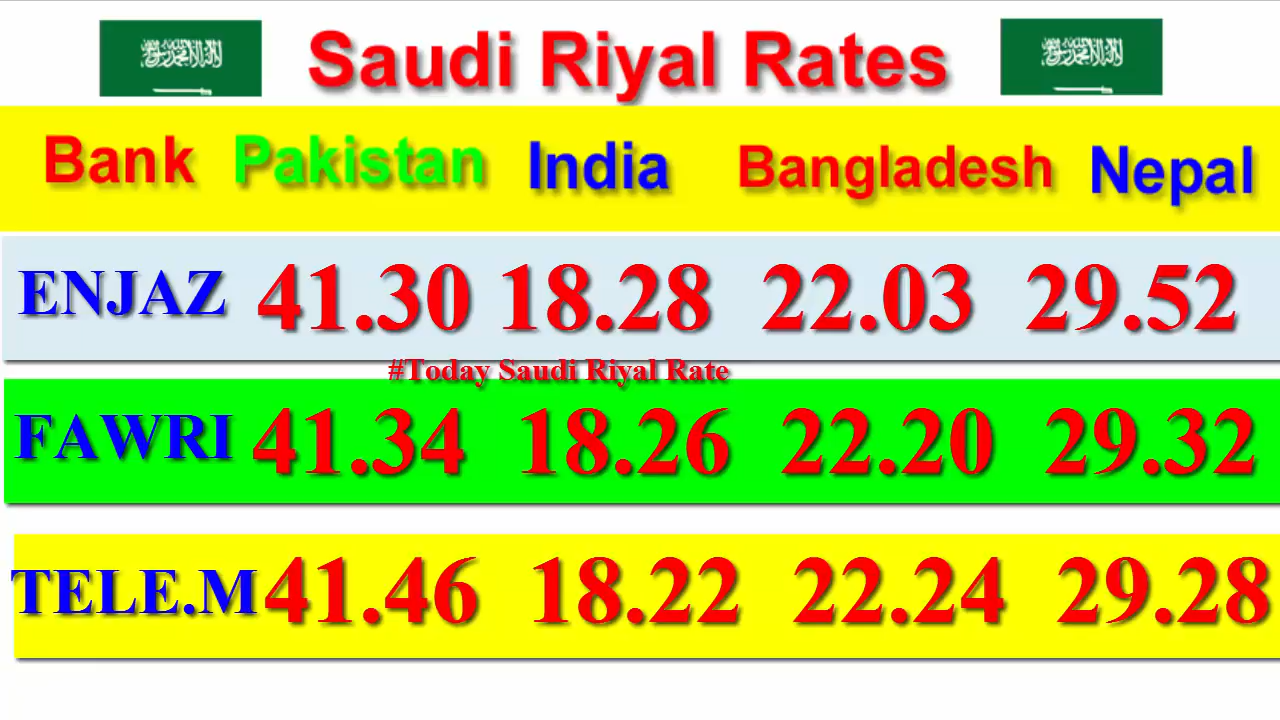 Saudi Riyal Rates
Bank Pakistan India Bangladesh Nepal
ENJAZ 41.30 18.28 22.03 29.52
#Today Saudi Riyal Rate
FAWRI 41.34 18.26 22.20 29.32
TELE.M 41.46 18.22 22.24 29.28